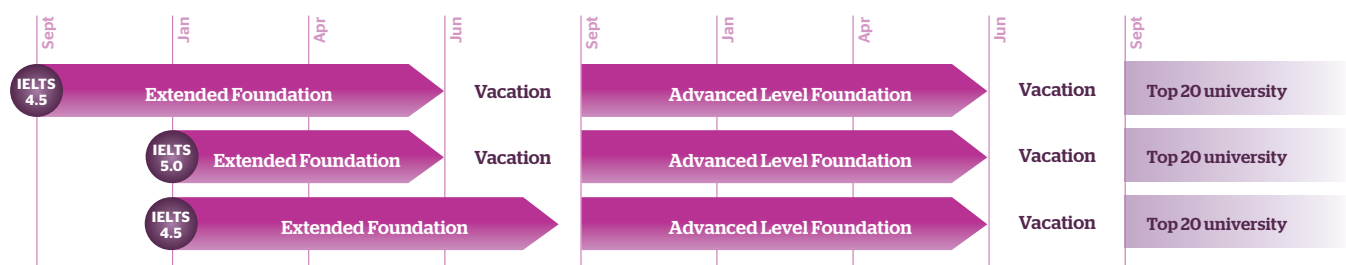 Sept Jan Apr Jun Sept Jan Apr Jun Sept
IELTS
4.5
Extended Foundation Vacation Advanced Level Foundation Vacation Top 20 university
IELTS
5.0
Extended Foundation Vacation Advanced Level Foundation Vacation Top 20 university
IELTS
4.5
Extended Foundation Advanced Level Foundation Vacation Top 20 university